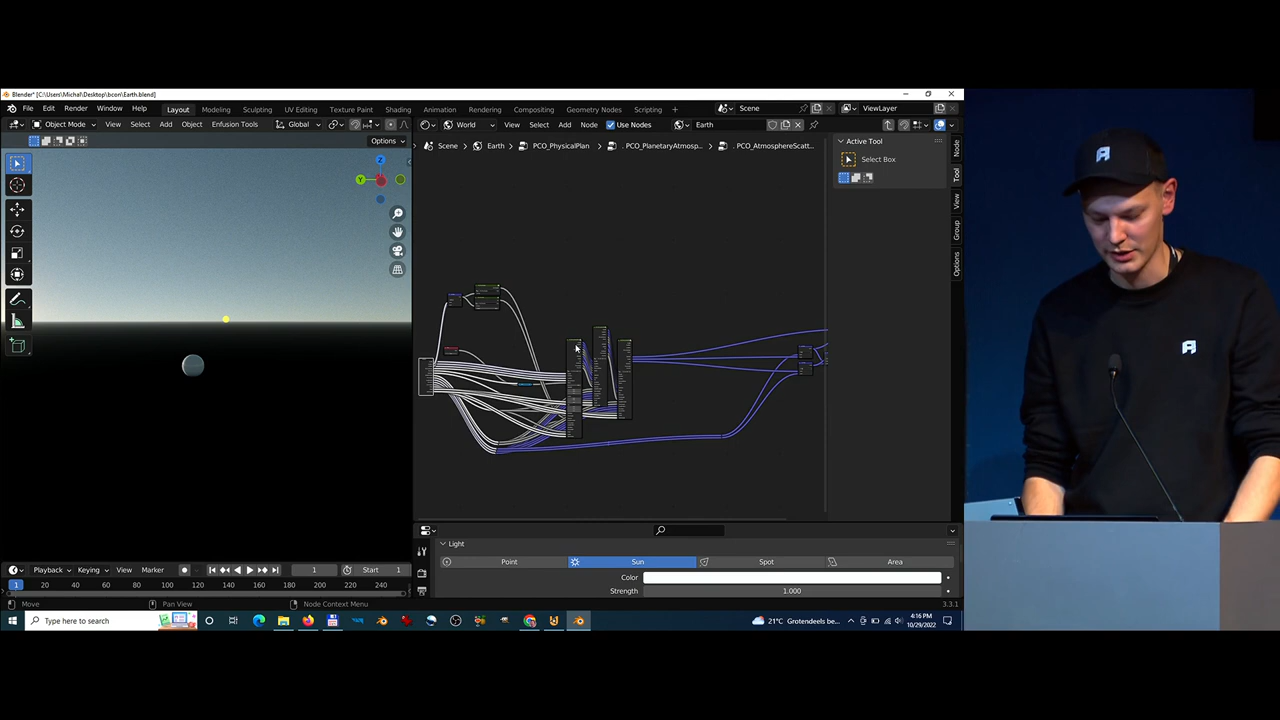 Blender* [C:\Users\Michal\Desktop\bcon\Earth.blend]
File Edit Render Window Help Layout Modeling Sculpting UV Editing Texture Paint Shading Animation Rendering Compositing Geometry Nodes Scripting + Scene ViewLayer
Object Mode View Select Add Object Enfusion Tools Global World View Select Add Node Use Nodes Earth
Options
Scene Earth PCO_PhysicalPlan . PCO_PlanetaryAtmosp... . PCO_AtmosphereScatt...
Active Tool
Select Box
Node
Tool
View
Group
Options
Z
Y
Light
Point Sun Spot Area
Color
Strength 1.000
Playback Keying View Marker 1 Start 1
1 20 40 60 80 100 120 140 160 180 200 220 240
Move Pan View Node Context Menu 3.3.1
Type here to search
21°C Grotendeels be...
4:16 PM
10/29/2022